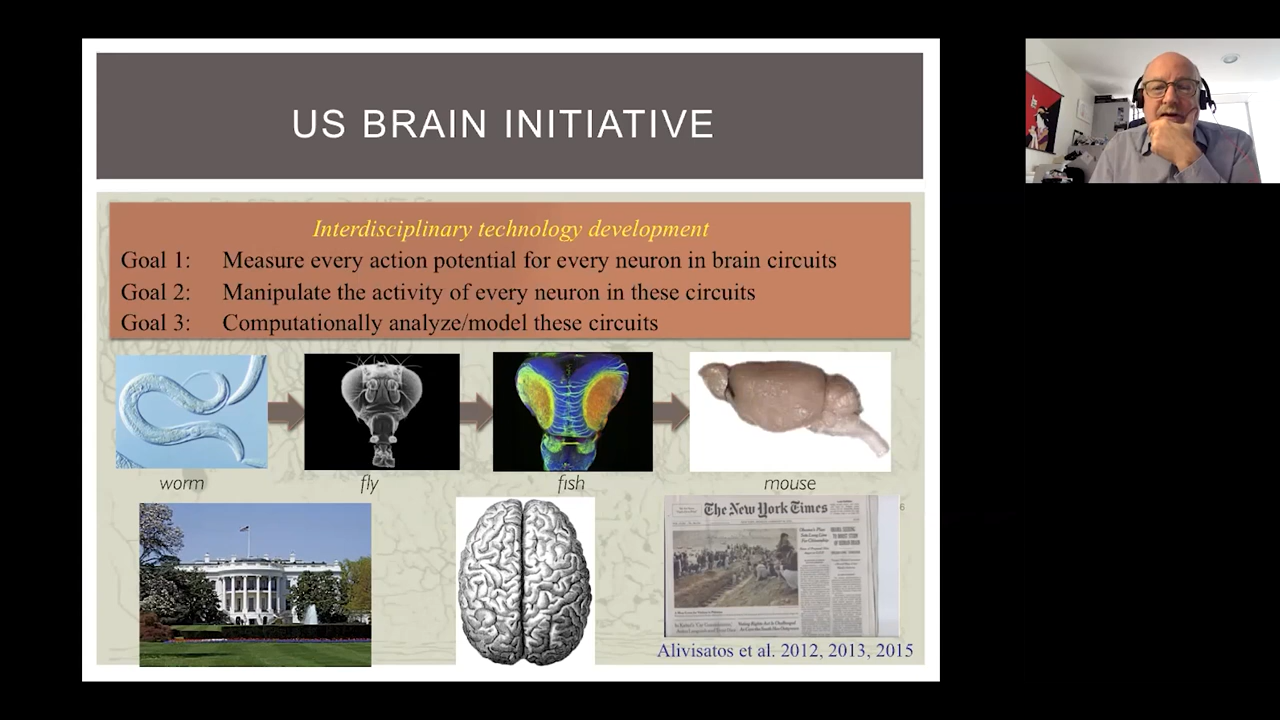 US BRAIN INITIATIVE
Interdisciplinary technology development
Goal 1: Measure every action potential for every neuron in brain circuits
Goal 2: Manipulate the activity of every neuron in these circuits
Goal 3: Computationally analyze/model these circuits
worm
fly
fish
mouse
6
The New York Times
Alivisatos et al. 2012, 2013, 2015